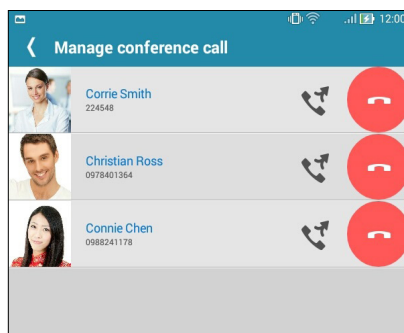 12:00
Manage conference call
Corrie Smith
224548
Christian Ross
0978401364
Connie Chen
0988241178